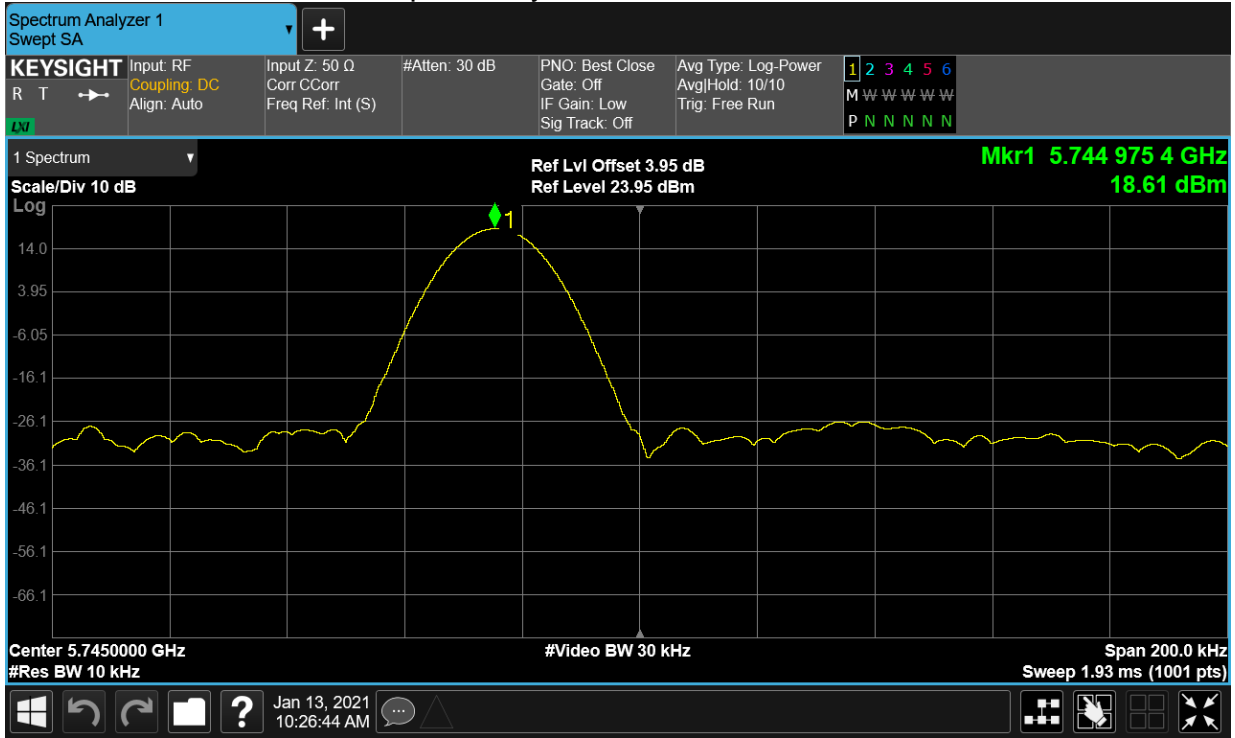 Spectrum Analyzer 1
Swept SA
KEYSIGHT
R T
LXI
Input: RF
Coupling: DC
Align: Auto
Input Z: 50 Ω
Corr CCorr
Freq Ref: Int (S)
#Atten: 30 dB
PNO: Best Close
Gate: Off
IF Gain: Low
Sig Track: Off
Avg Type: Log-Power
Avg|Hold: 10/10
Trig: Free Run
1 2 3 4 5 6
M W W W W W
P N N N N N
1 Spectrum
Scale/Div 10 dB
Log
Ref Lvl Offset 3.95 dB
Ref Level 23.95 dBm
Mkr1 5.744 975 4 GHz
18.61 dBm
1
14.0
3.95
-6.05
-16.1
-26.1
-36.1
-46.1
-56.1
-66.1
Center 5.7450000 GHz
#Video BW 30 kHz
Span 200.0 kHz
#Res BW 10 kHz
Sweep 1.93 ms (1001 pts)
?
Jan 13, 2021
10:26:44 AM